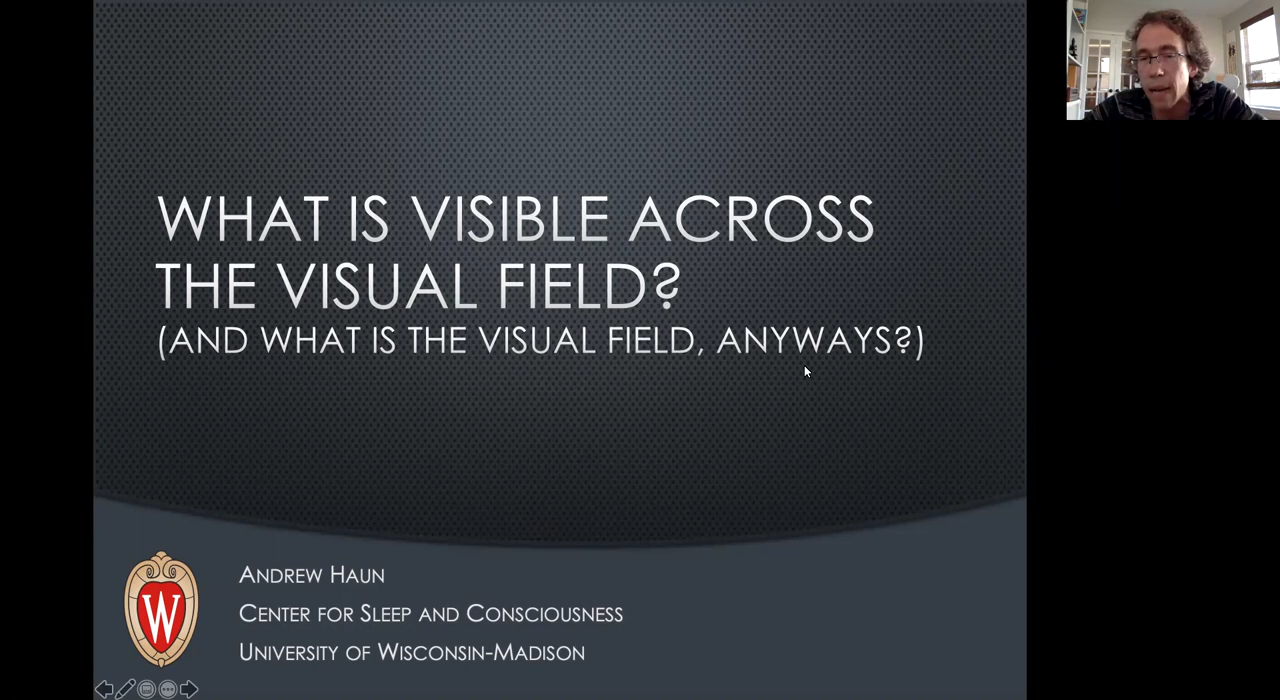 WHAT IS VISIBLE ACROSS
THE VISUAL FIELD?
(AND WHAT IS THE VISUAL FIELD, ANYWAYS?)
W
ANDREW HAUN
CENTER FOR SLEEP AND CONSCIOUSNESS
UNIVERSITY OF WISCONSIN-MADISON